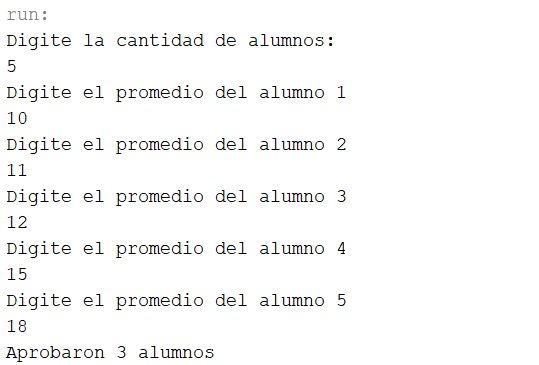 run:
Digite la cantidad de alumnos:
5
Digite el promedio del alumno 1
10
Digite el promedio del alumno 2
11
Digite el promedio del alumno 3
12
Digite el promedio del alumno 4
15
Digite el promedio del alumno 5
18
Aprobaron 3 alumnos